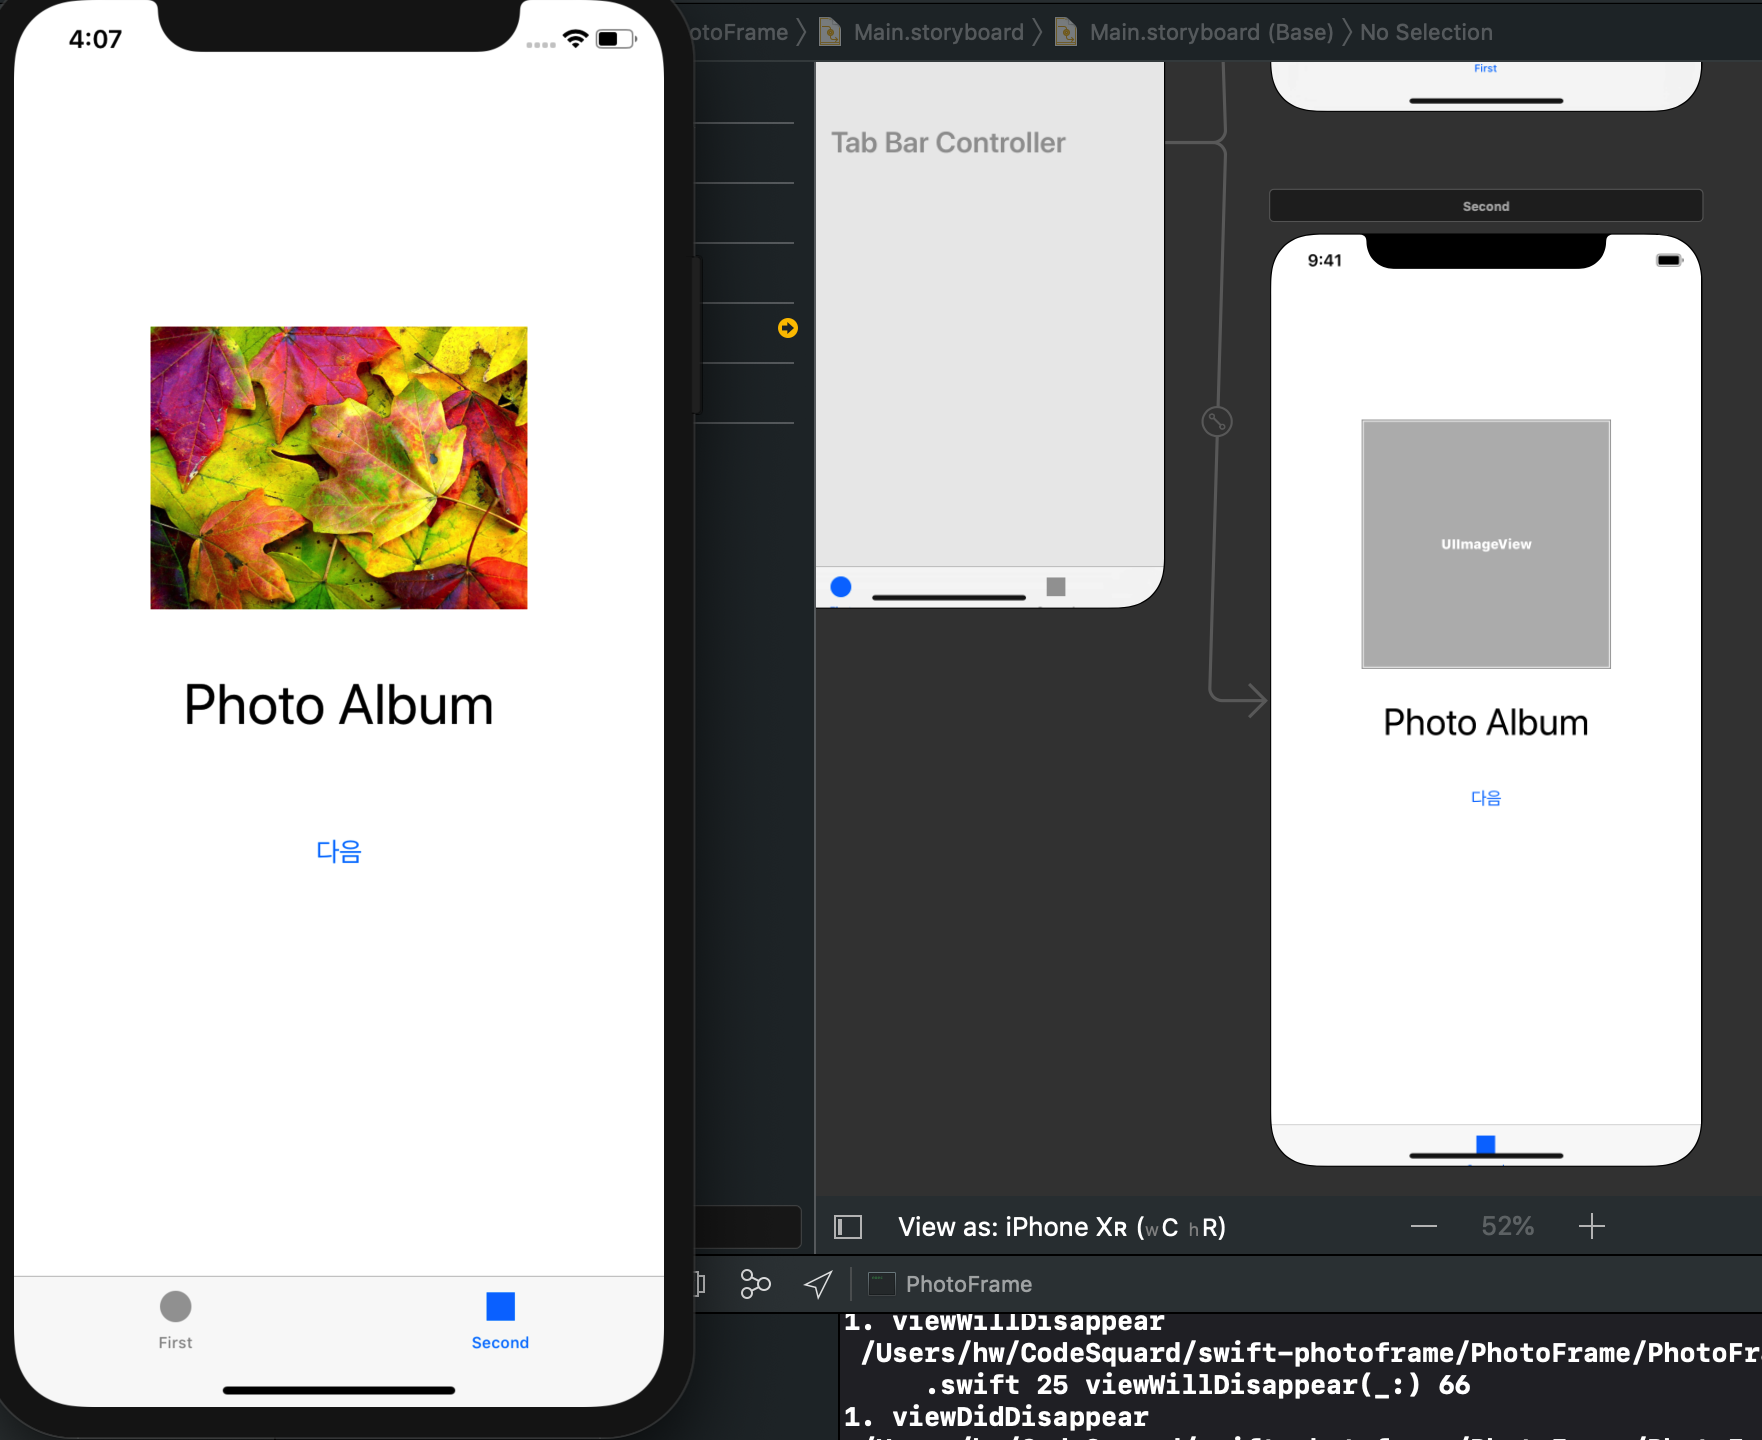 4:07
Photo Album
다음
First
Second
otoFrame 〉 Main.storyboard 〉 Main.storyboard (Base) 〉 No Selection
Tab Bar Controller
First
Second
9:41
UIImageView
Photo Album
다음
View as: iPhone XR (wC hR)
52%
PhotoFrame
1. viewWillDisappear
/Users/hw/CodeSquard/swift-photoframe/PhotoFrame/PhotoFr
.swift 25 viewWillDisappear(_:) 66
1. viewDidDisappear